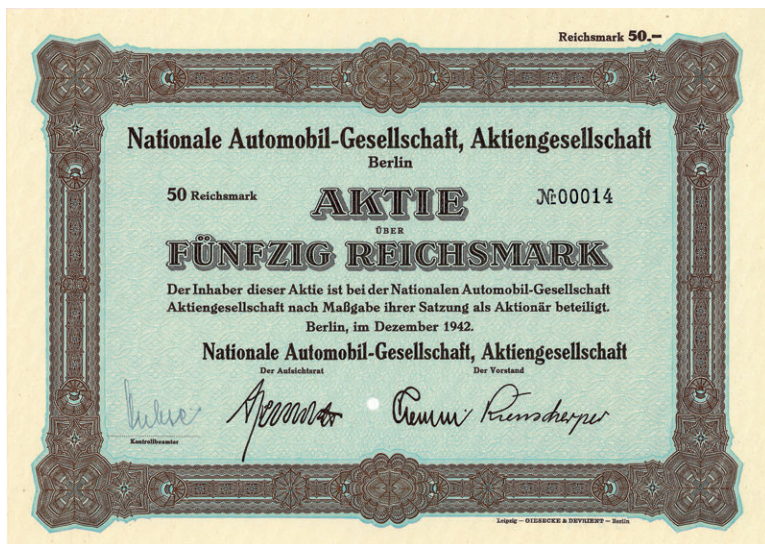 Reichsmark 50.–
Nationale Automobil-Gesellschaft, Aktiengesellschaft
Berlin
50 Reichsmark
AKTIE
№ 00014
ÜBER
FÜNFZIG REICHSMARK
Der Inhaber dieser Aktie ist bei der Nationalen Automobil-Gesellschaft
Aktiengesellschaft nach Maßgabe ihrer Satzung als Aktionär beteiligt.
Berlin, im Dezember 1942.
Nationale Automobil-Gesellschaft, Aktiengesellschaft
Der Aufsichtsrat
Der Vorstand
Kontrollbeamter
Leipzig – GIESECKE & DEVRIENT – Berlin